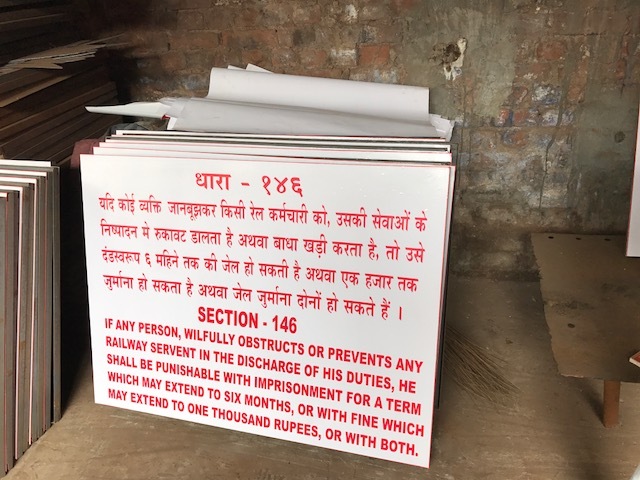 धारा - १४६
यदि कोई व्यक्ति जानबूझकर किसी रेल कर्मचारी को, उसकी सेवाओं के
निष्पादन मे रुकावट डालता है अथवा बाधा खड़ी करता है, तो उसे
दंडस्वरूप ६ महिने तक की जेल हो सकती है अथवा एक हजार तक
जुर्माना हो सकता है अथवा जेल जुर्माना दोनों हो सकते हैं ।
SECTION - 146
IF ANY PERSON, WILFULLY OBSTRUCTS OR PREVENTS ANY
RAILWAY SERVENT IN THE DISCHARGE OF HIS DUTIES, HE
SHALL BE PUNISHABLE WITH IMPRISONMENT FOR A TERM
WHICH MAY EXTEND TO SIX MONTHS, OR WITH FINE WHICH
MAY EXTEND TO ONE THOUSAND RUPEES, OR WITH BOTH.